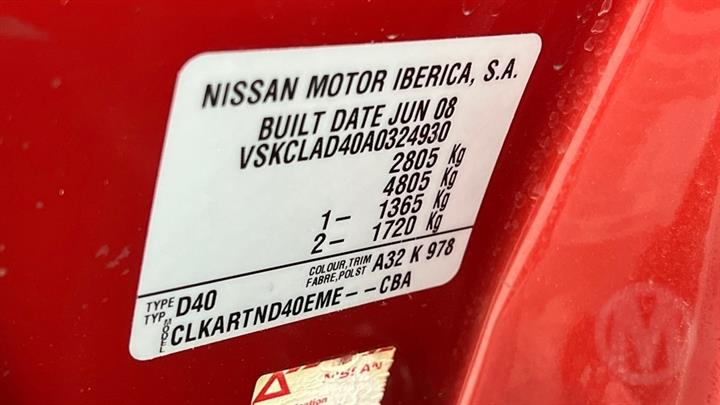 NISSAN MOTOR IBERICA, S.A.
BUILT DATE JUN 08
VSKCLAD40A0324930
2805 Kg
4805 Kg
1- 1365 Kg
2- 1720 Kg
COLOUR,TRIM A32 K 978
FABRE,POLST
TYPE D40
TYP.
MODEL CLKARTND40EME--CBA
NISSAN
M